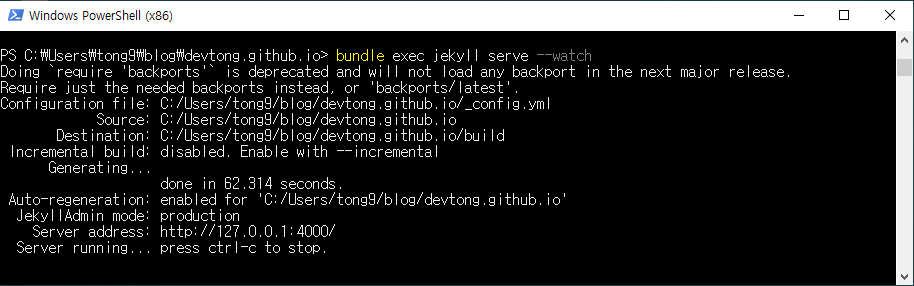 Windows PowerShell (x86)
PS C:₩Users₩tong9₩blog₩devtong.github.io> bundle exec jekyll serve --watch
Doing `require 'backports'` is deprecated and will not load any backport in the next major release.
Require just the needed backports instead, or 'backports/latest'.
Configuration file: C:/Users/tong9/blog/devtong.github.io/_config.yml
Source: C:/Users/tong9/blog/devtong.github.io
Destination: C:/Users/tong9/blog/devtong.github.io/build
Incremental build: disabled. Enable with --incremental
Generating...
done in 62.314 seconds.
Auto-regeneration: enabled for 'C:/Users/tong9/blog/devtong.github.io'
JekyllAdmin mode: production
Server address: http://127.0.0.1:4000/
Server running... press ctrl-c to stop.